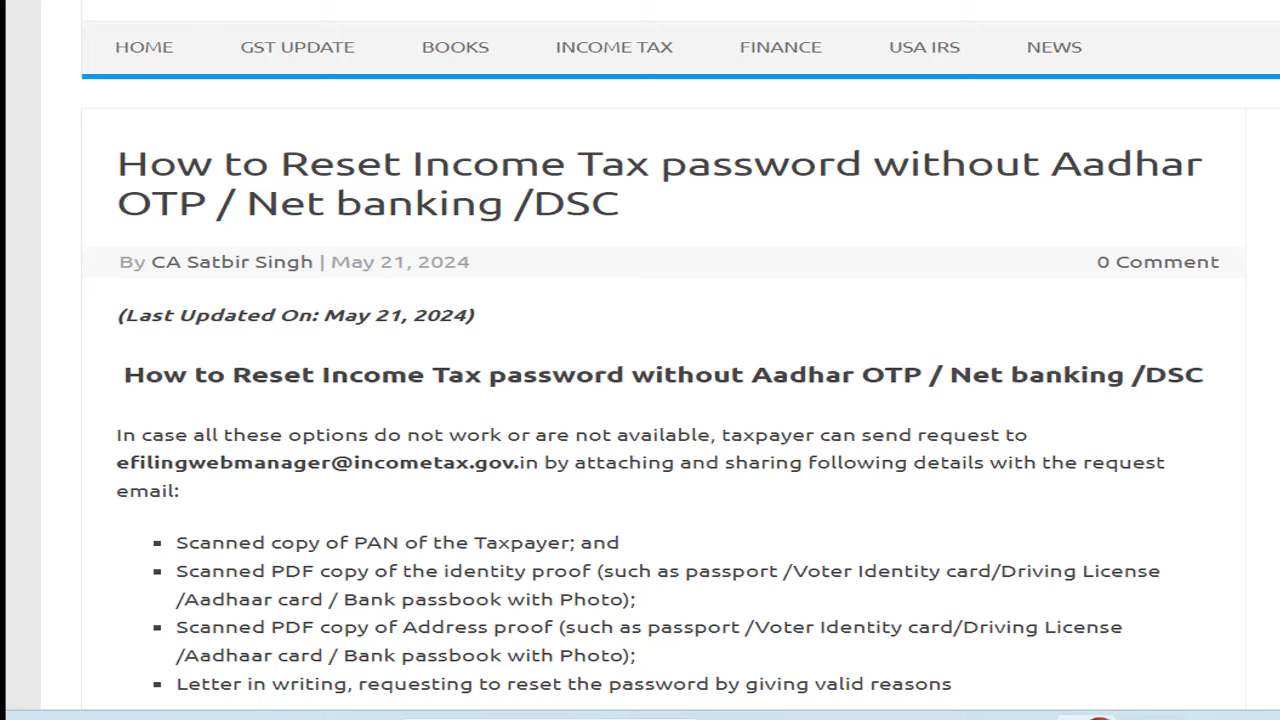 HOME GST UPDATE BOOKS INCOME TAX FINANCE USA IRS NEWS
How to Reset Income Tax password without Aadhar
OTP / Net banking /DSC
By CA Satbir Singh | May 21, 2024 0 Comment
(Last Updated On: May 21, 2024)
How to Reset Income Tax password without Aadhar OTP / Net banking /DSC
In case all these options do not work or are not available, taxpayer can send request to
efilingwebmanager@incometax.gov.in by attaching and sharing following details with the request
email:
▪ Scanned copy of PAN of the Taxpayer; and
▪ Scanned PDF copy of the identity proof (such as passport /Voter Identity card/Driving License
/Aadhaar card / Bank passbook with Photo);
▪ Scanned PDF copy of Address proof (such as passport /Voter Identity card/Driving License
/Aadhaar card / Bank passbook with Photo);
▪ Letter in writing, requesting to reset the password by giving valid reasons